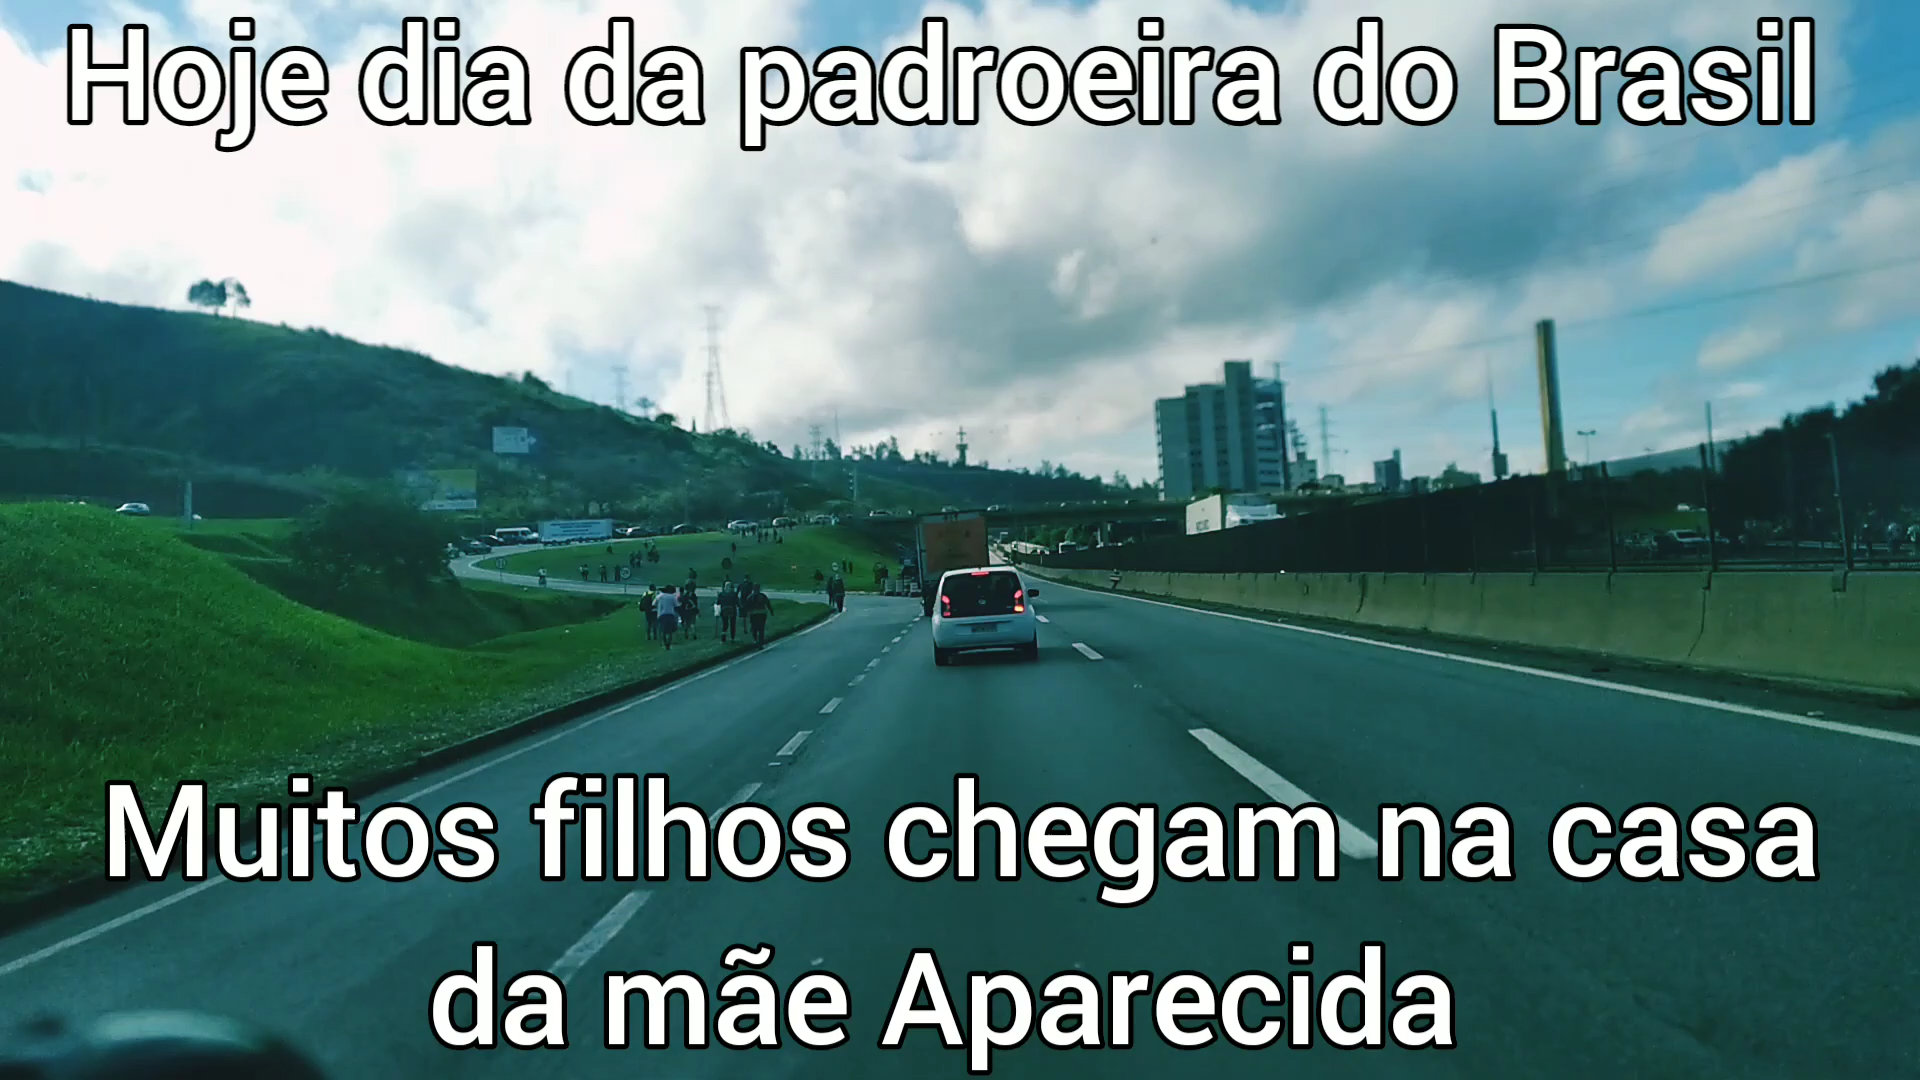 Hoje dia da padroeira do Brasil
Muitos filhos chegam na casa
da mãe Aparecida